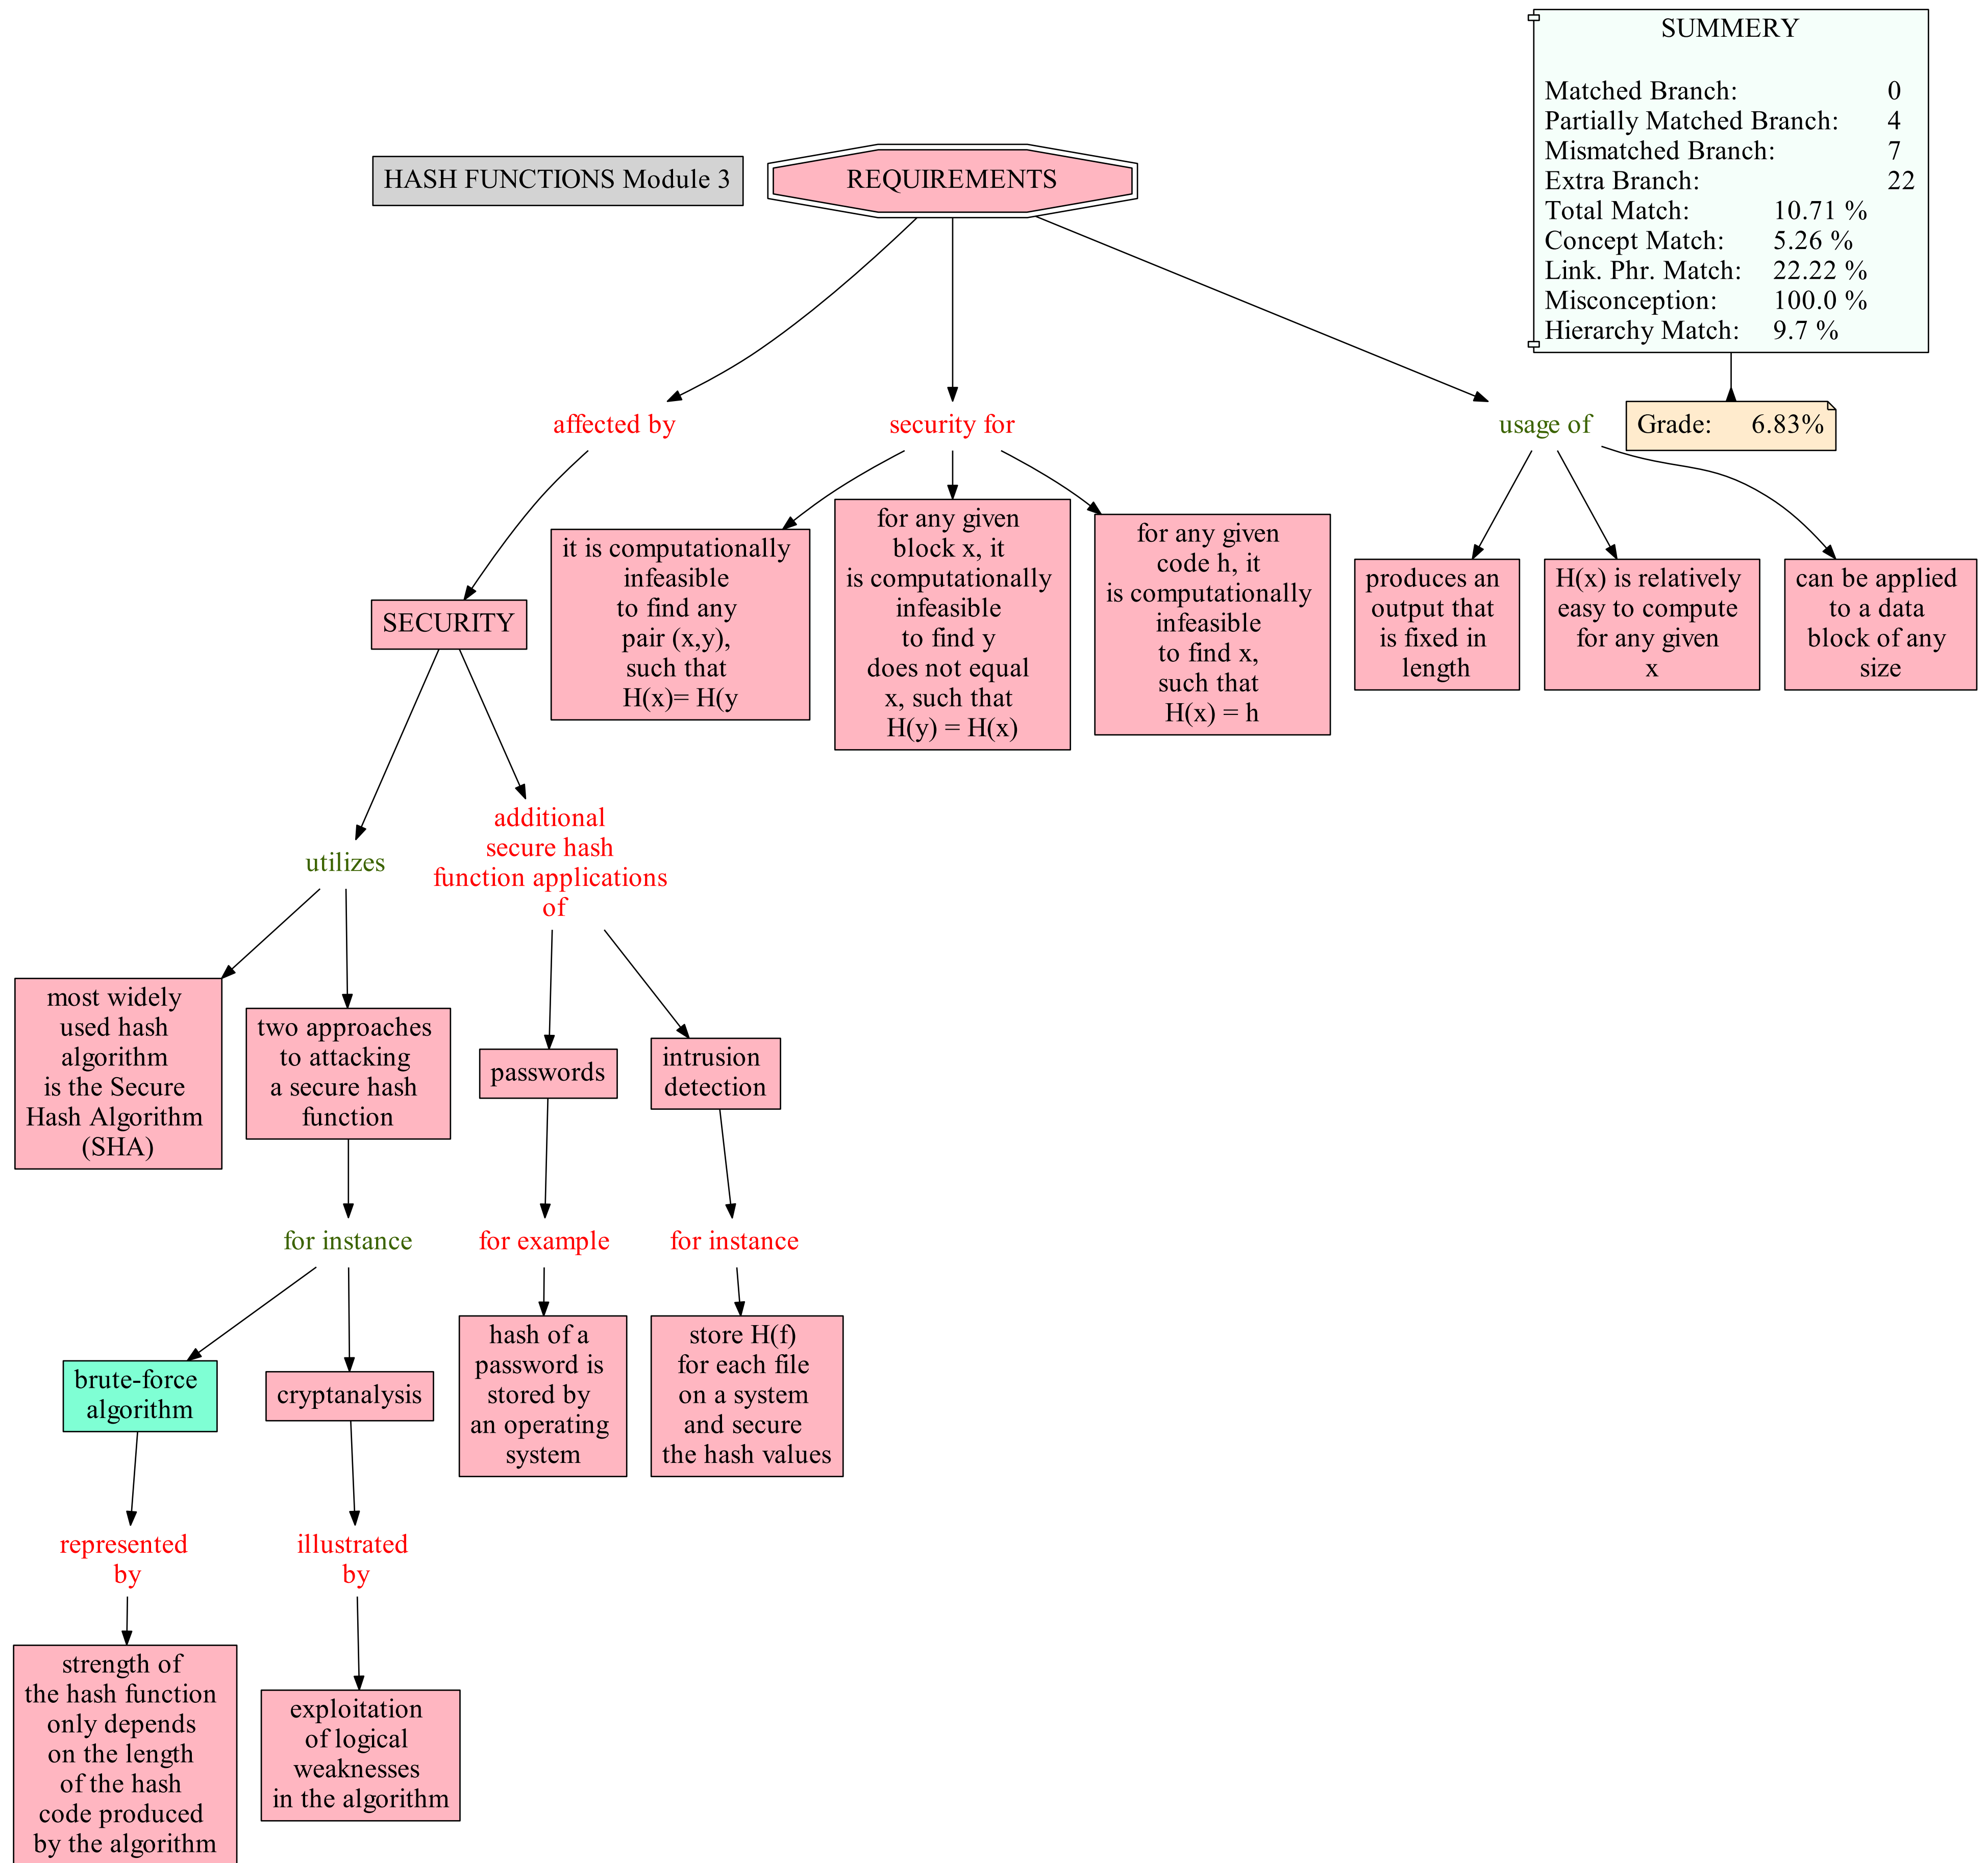 SUMMERY
Matched Branch: 0
Partially Matched Branch: 4
Mismatched Branch: 7
Extra Branch: 22
Total Match: 10.71 %
Concept Match: 5.26 %
Link. Phr. Match: 22.22 %
Misconception: 100.0 %
Hierarchy Match: 9.7 %
HASH FUNCTIONS Module 3
REQUIREMENTS
Grade: 6.83%
affected by
security for
usage of
it is computationally
infeasible
to find any
pair (x,y),
such that
H(x)= H(y
for any given
block x, it
is computationally
infeasible
to find y
does not equal
x, such that
H(y) = H(x)
for any given
code h, it
is computationally
infeasible
to find x,
such that
H(x) = h
produces an
output that
is fixed in
length
H(x) is relatively
easy to compute
for any given
x
can be applied
to a data
block of any
size
SECURITY
utilizes
additional
secure hash
function applications
of
most widely
used hash
algorithm
is the Secure
Hash Algorithm
(SHA)
two approaches
to attacking
a secure hash
function
passwords
intrusion
detection
for instance
for example
for instance
brute-force
algorithm
cryptanalysis
hash of a
password is
stored by
an operating
system
store H(f)
for each file
on a system
and secure
the hash values
represented
by
illustrated
by
strength of
the hash function
only depends
on the length
of the hash
code produced
by the algorithm
exploitation
of logical
weaknesses
in the algorithm